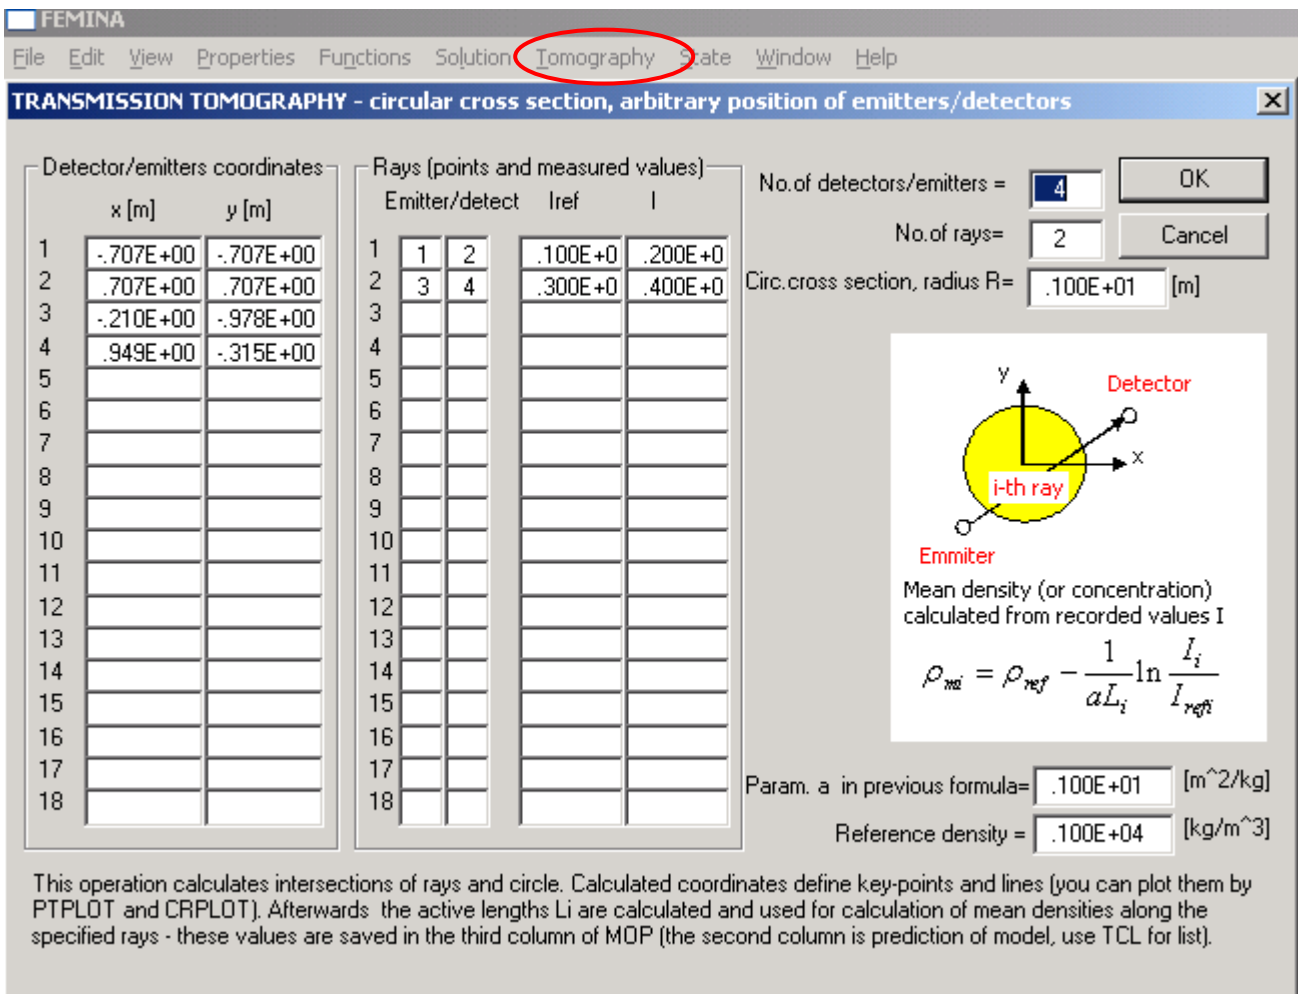 FEMINA
File Edit View Properties Functions Solution Tomography State Window Help
TRANSMISSION TOMOGRAPHY - circular cross section, arbitrary position of emitters/detectors
Detector/emitters coordinates
x [m] y [m]
1 -.707E+00 -.707E+00
2 .707E+00 .707E+00
3 -.210E+00 -.978E+00
4 .949E+00 -.315E+00
5
6
7
8
9
10
11
12
13
14
15
16
17
18
Rays (points and measured values)
Emitter/detect Iref I
1 1 2 .100E+0 .200E+0
2 3 4 .300E+0 .400E+0
3
4
5
6
7
8
9
10
11
12
13
14
15
16
17
18
No.of detectors/emitters = 4
OK
No.of rays= 2
Cancel
Circ.cross section, radius R= .100E+01 [m]
y
Detector
x
i-th ray
Emmiter
Mean density (or concentration)
calculated from recorded values I
ρ_mi = ρ_ref - 1/(aL_i) ln I_i/I_refi
Param. a in previous formula= .100E+01 [m^2/kg]
Reference density = .100E+04 [kg/m^3]
This operation calculates intersections of rays and circle. Calculated coordinates define key-points and lines (you can plot them by
PTPLOT and CRPLOT). Afterwards the active lengths Li are calculated and used for calculation of mean densities along the
specified rays - these values are saved in the third column of MOP (the second column is prediction of model, use TCL for list).